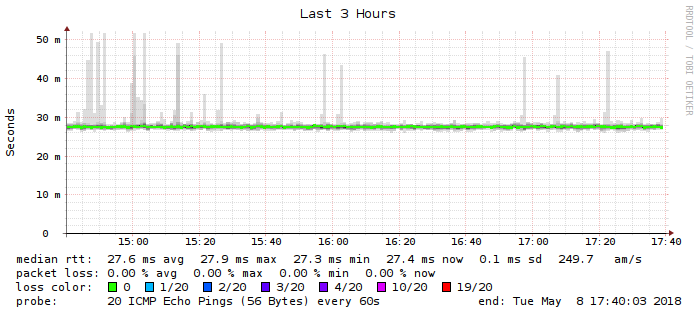 Last 3 Hours
RRDTOOL / TOBI OETIKER
Seconds
50 m
40 m
30 m
20 m
10 m
0
15:00 15:20 15:40 16:00 16:20 16:40 17:00 17:20 17:40
median rtt: 27.6 ms avg 27.9 ms max 27.3 ms min 27.4 ms now 0.1 ms sd 249.7 am/s
packet loss: 0.00 % avg 0.00 % max 0.00 % min 0.00 % now
loss color: 0 1/20 2/20 3/20 4/20 10/20 19/20
probe: 20 ICMP Echo Pings (56 Bytes) every 60s end: Tue May 8 17:40:03 2018